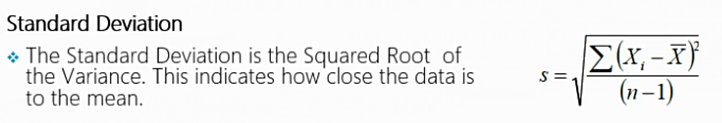 Standard Deviation
❖ The Standard Deviation is the Squared Root of
the Variance. This indicates how close the data is
to the mean.
s = √(∑(Xᵢ − X̅)² / (n−1))